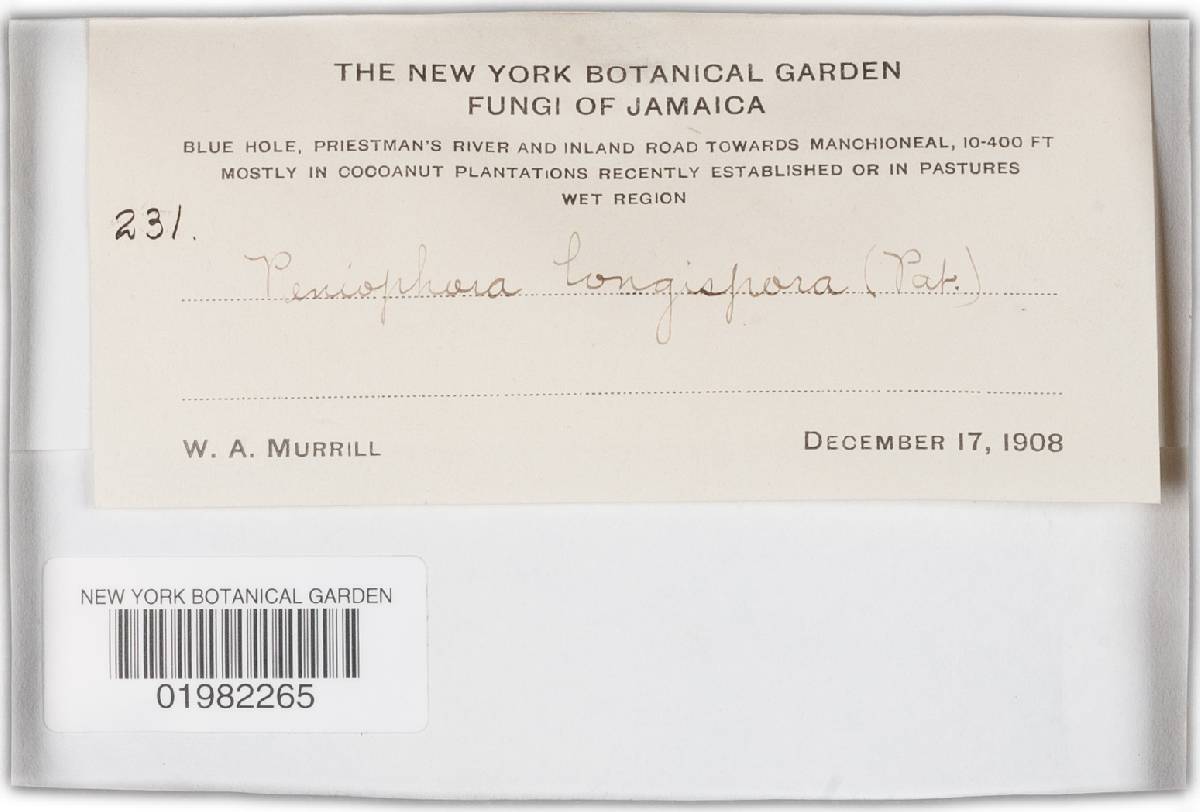 THE NEW YORK BOTANICAL GARDEN
FUNGI OF JAMAICA
BLUE HOLE, PRIESTMAN'S RIVER AND INLAND ROAD TOWARDS MANCHIONEAL, 10-400 FT
MOSTLY IN COCOANUT PLANTATIONS RECENTLY ESTABLISHED OR IN PASTURES
WET REGION
231.
Peniophora longispora (Pat.)
W. A. MURRILL
DECEMBER 17, 1908
NEW YORK BOTANICAL GARDEN
01982265